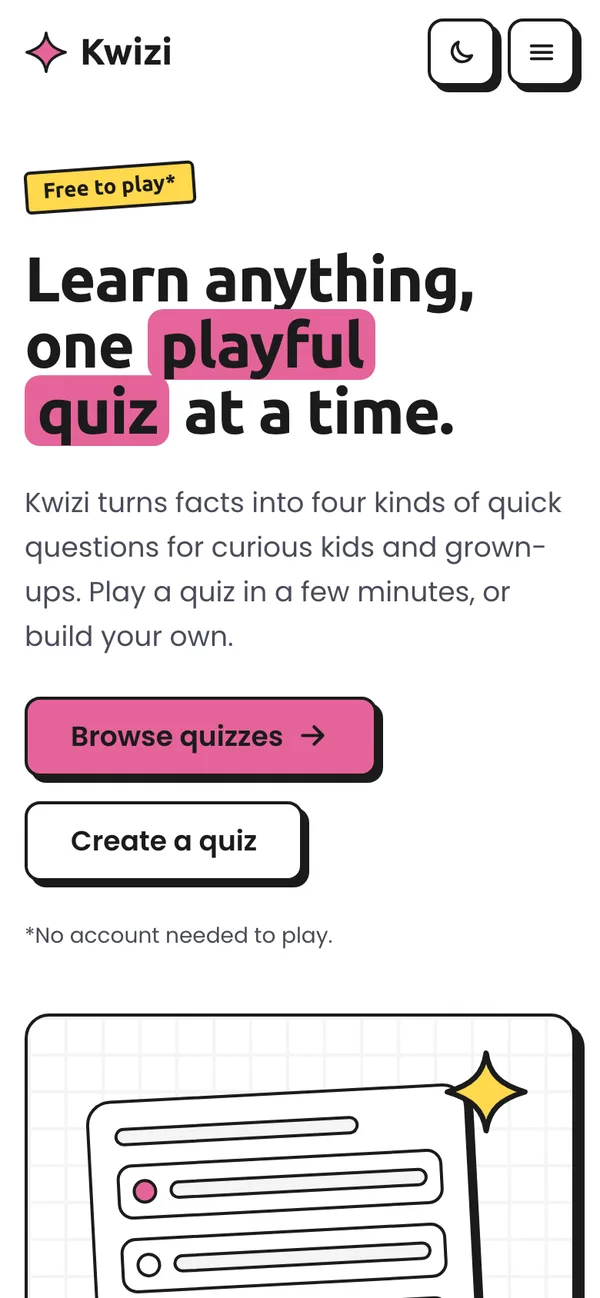 Kwizi
Free to play*
Learn anything,
one playful
quiz at a time.
Kwizi turns facts into four kinds of quick
questions for curious kids and grown-
ups. Play a quiz in a few minutes, or
build your own.
Browse quizzes →
Create a quiz
*No account needed to play.